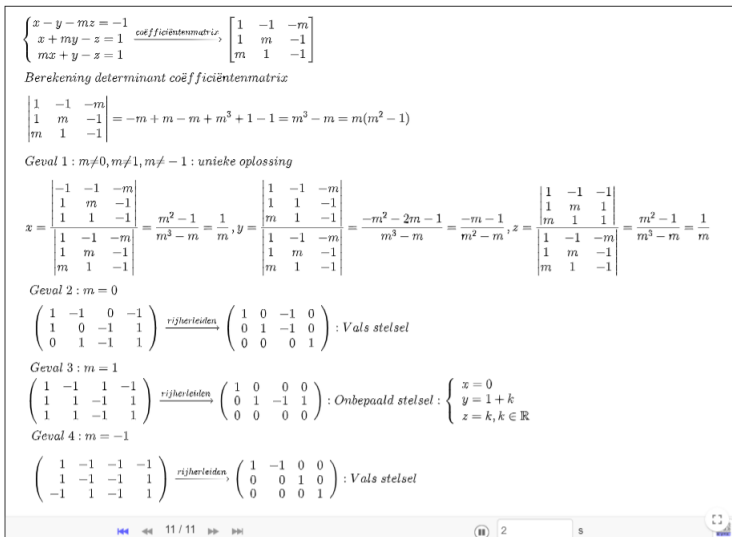 {x − y − mz = −1
x + my − z = 1
mx + y − z = 1 coëfficiëntenmatrix → [1 −1 −m
1 m −1
m 1 −1]
Berekening determinant coëfficiëntenmatrix
|1 −1 −m
1 m −1
m 1 −1| = −m + m − m + m³ + 1 − 1 = m³ − m = m(m² − 1)
Geval 1 : m≠0, m≠1, m≠ − 1 : unieke oplossing
x = |−1 −1 −m
1 m −1
1 1 −1| / |1 −1 −m
1 m −1
m 1 −1| = (m² − 1)/(m³ − m) = 1/m , y = |1 −1 −m
1 1 −1
m 1 −1| / |1 −1 −m
1 m −1
m 1 −1| = (−m² − 2m − 1)/(m³ − m) = (−m − 1)/(m² − m) , z = |1 −1 −1
1 m 1
m 1 1| / |1 −1 −m
1 m −1
m 1 −1| = (m² − 1)/(m³ − m) = 1/m
Geval 2 : m = 0
(1 −1 0 −1
1 0 −1 1
0 1 −1 1) rijherleiden → (1 0 −1 0
0 1 −1 0
0 0 0 1) : Vals stelsel
Geval 3 : m = 1
(1 −1 1 −1
1 1 −1 1
1 1 −1 1) rijherleiden → (1 0 0 0
0 1 −1 1
0 0 0 0) : Onbepaald stelsel : {x = 0
y = 1 + k
z = k, k ∈ ℝ
Geval 4 : m = −1
(1 −1 −1 −1
1 −1 −1 1
−1 1 −1 1) rijherleiden → (1 −1 0 0
0 0 1 0
0 0 0 1) : Vals stelsel
11 / 11 2 s